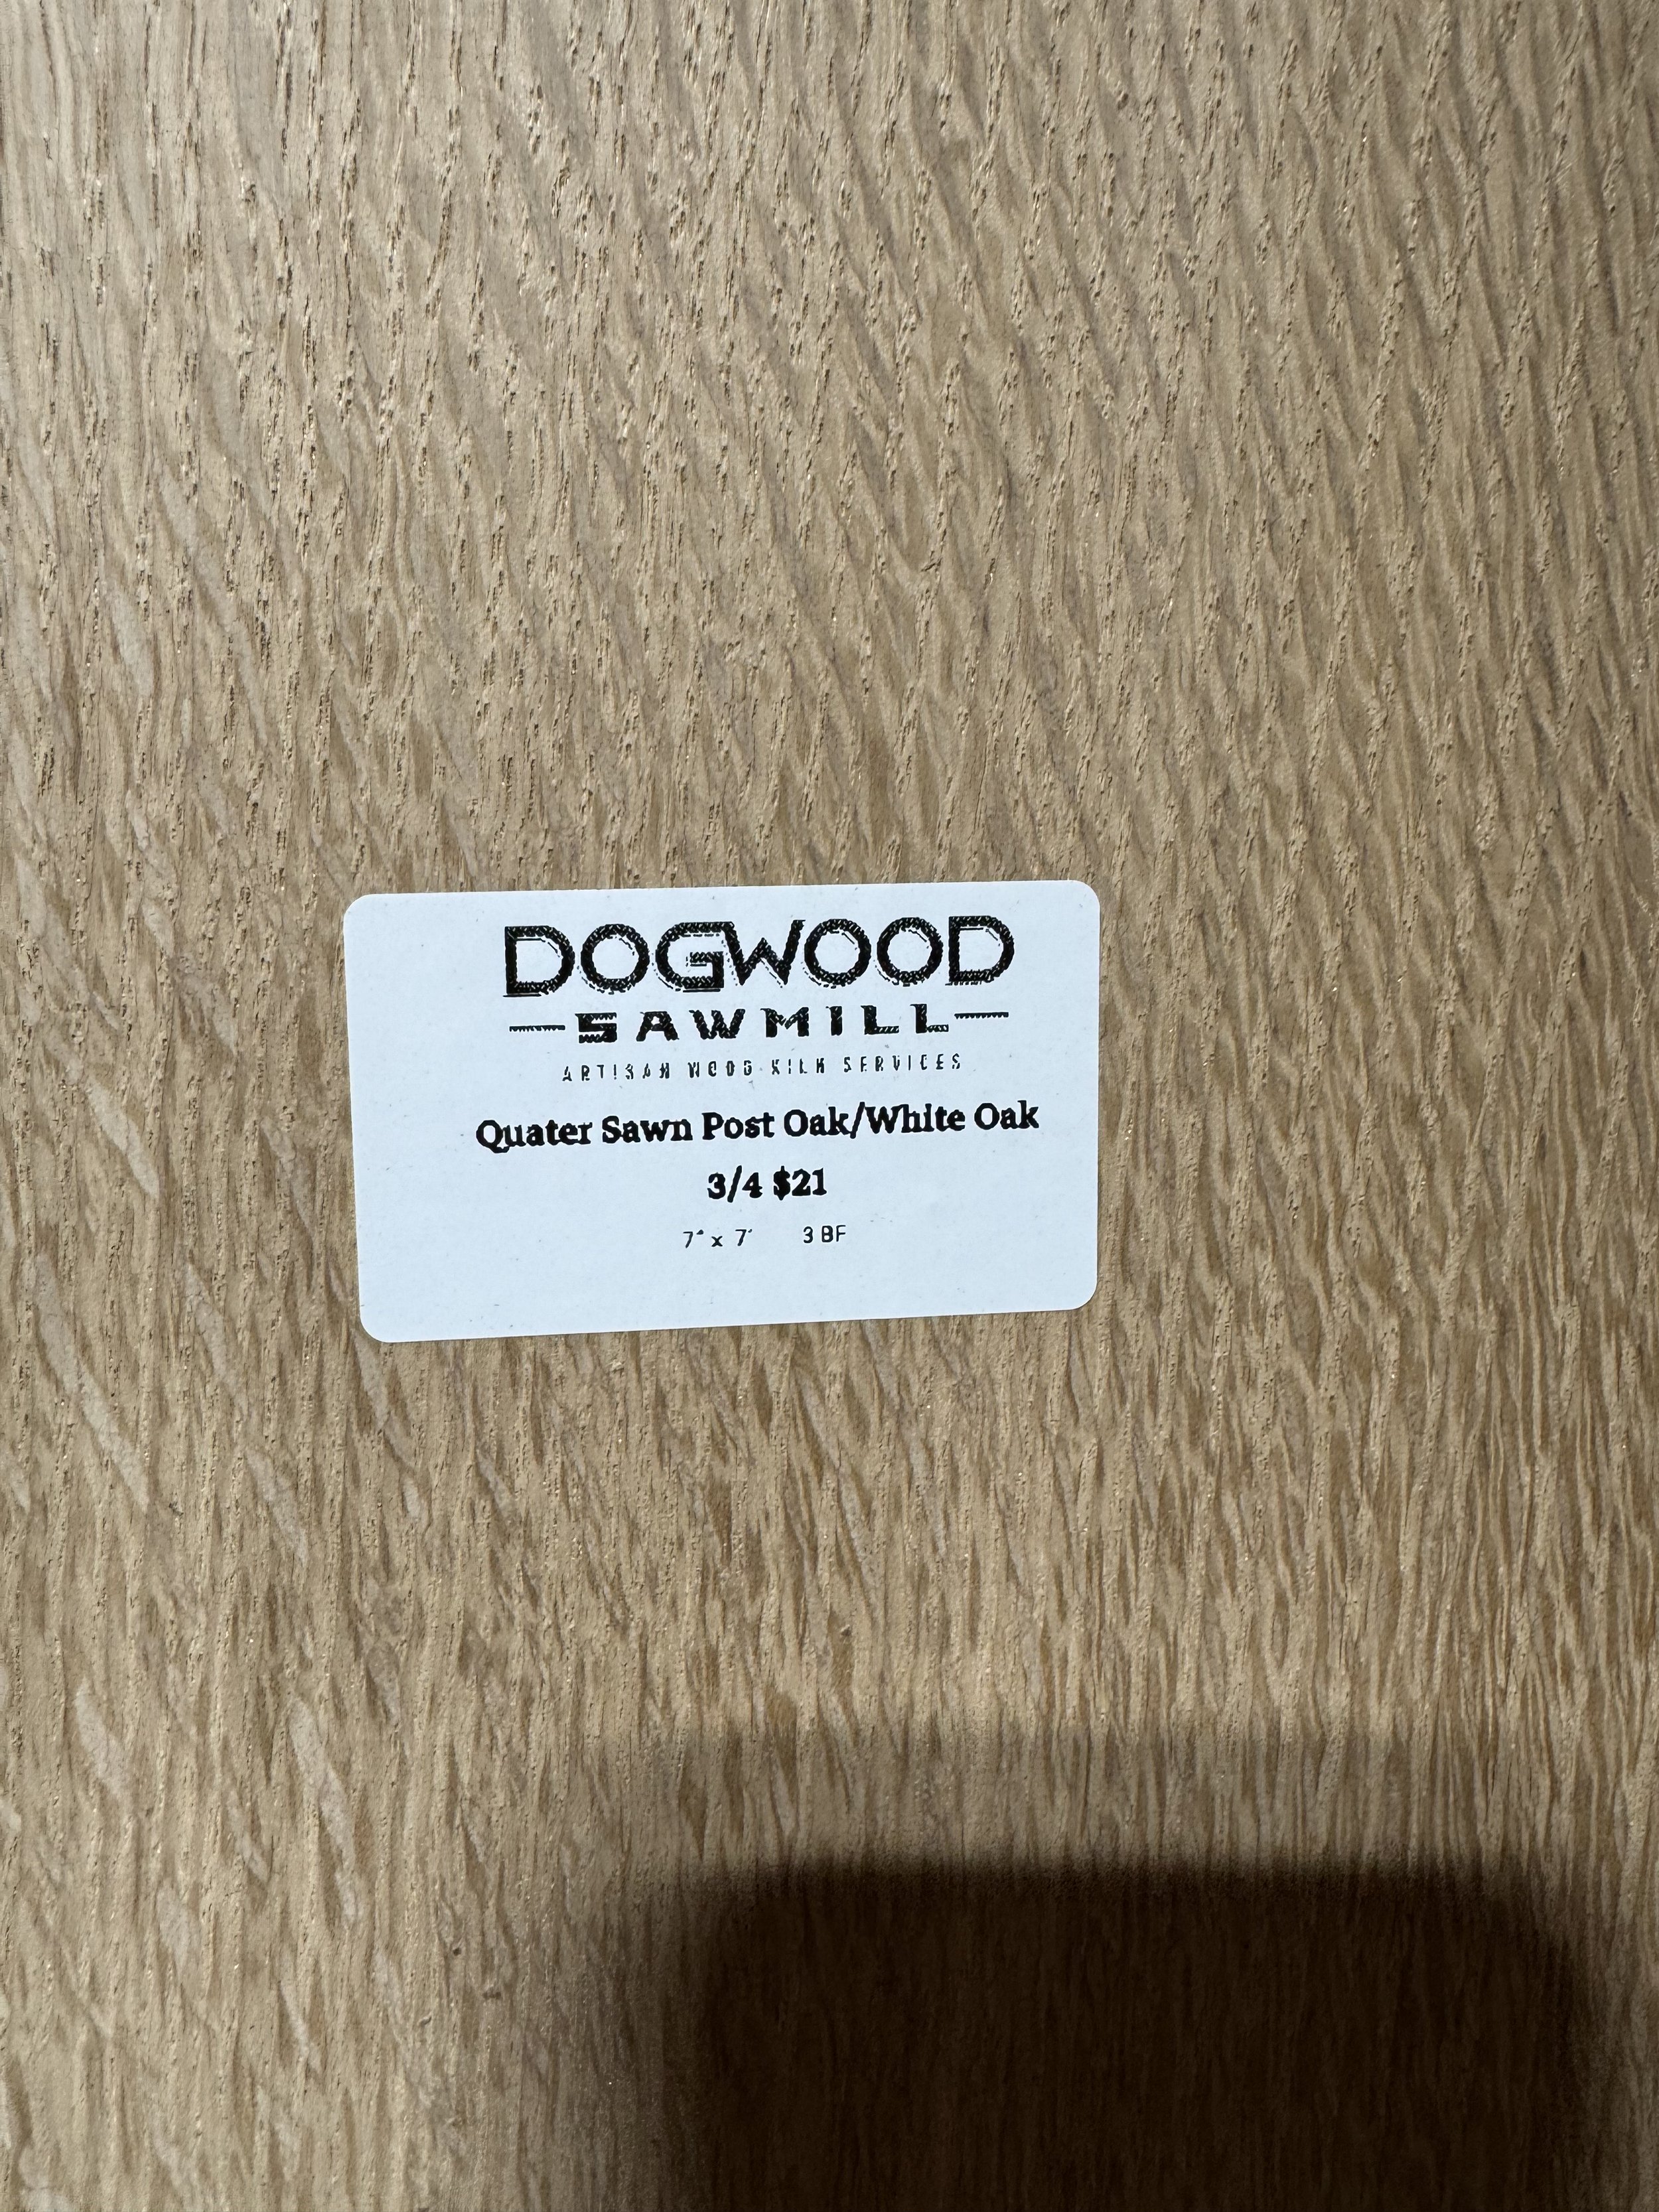 DOGWOOD
SAWMILL
ARTISAN WOOD KILN SERVICES
Quater Sawn Post Oak/White Oak
3/4 $21
7" x 7' 3 BF